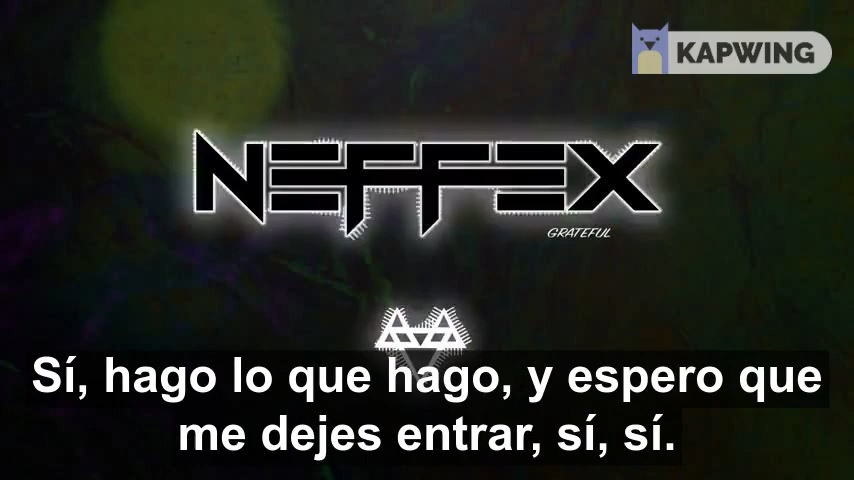 KAPWING
NEFFEX
GRATEFUL
Sí, hago lo que hago, y espero que
me dejes entrar, sí, sí.